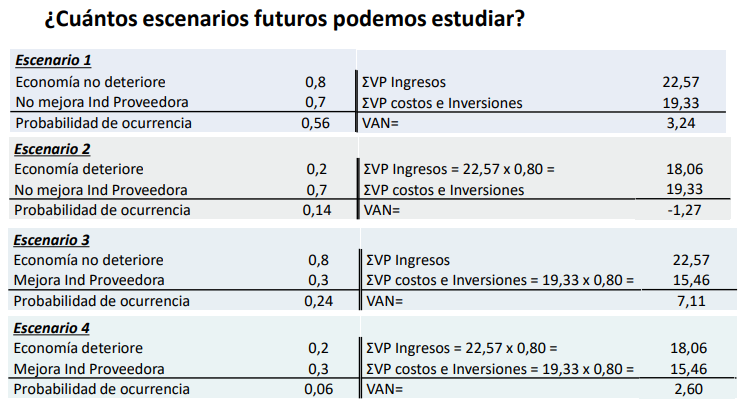 ¿Cuántos escenarios futuros podemos estudiar?
Escenario 1
Economía no deteriore 0,8 ΣVP Ingresos 22,57
No mejora Ind Proveedora 0,7 ΣVP costos e Inversiones 19,33
Probabilidad de ocurrencia 0,56 VAN= 3,24
Escenario 2
Economía deteriore 0,2 ΣVP Ingresos = 22,57 x 0,80 = 18,06
No mejora Ind Proveedora 0,7 ΣVP costos e Inversiones 19,33
Probabilidad de ocurrencia 0,14 VAN= -1,27
Escenario 3
Economía no deteriore 0,8 ΣVP Ingresos 22,57
Mejora Ind Proveedora 0,3 ΣVP costos e Inversiones = 19,33 x 0,80 = 15,46
Probabilidad de ocurrencia 0,24 VAN= 7,11
Escenario 4
Economía deteriore 0,2 ΣVP Ingresos = 22,57 x 0,80 = 18,06
Mejora Ind Proveedora 0,3 ΣVP costos e Inversiones = 19,33 x 0,80 = 15,46
Probabilidad de ocurrencia 0,06 VAN= 2,60